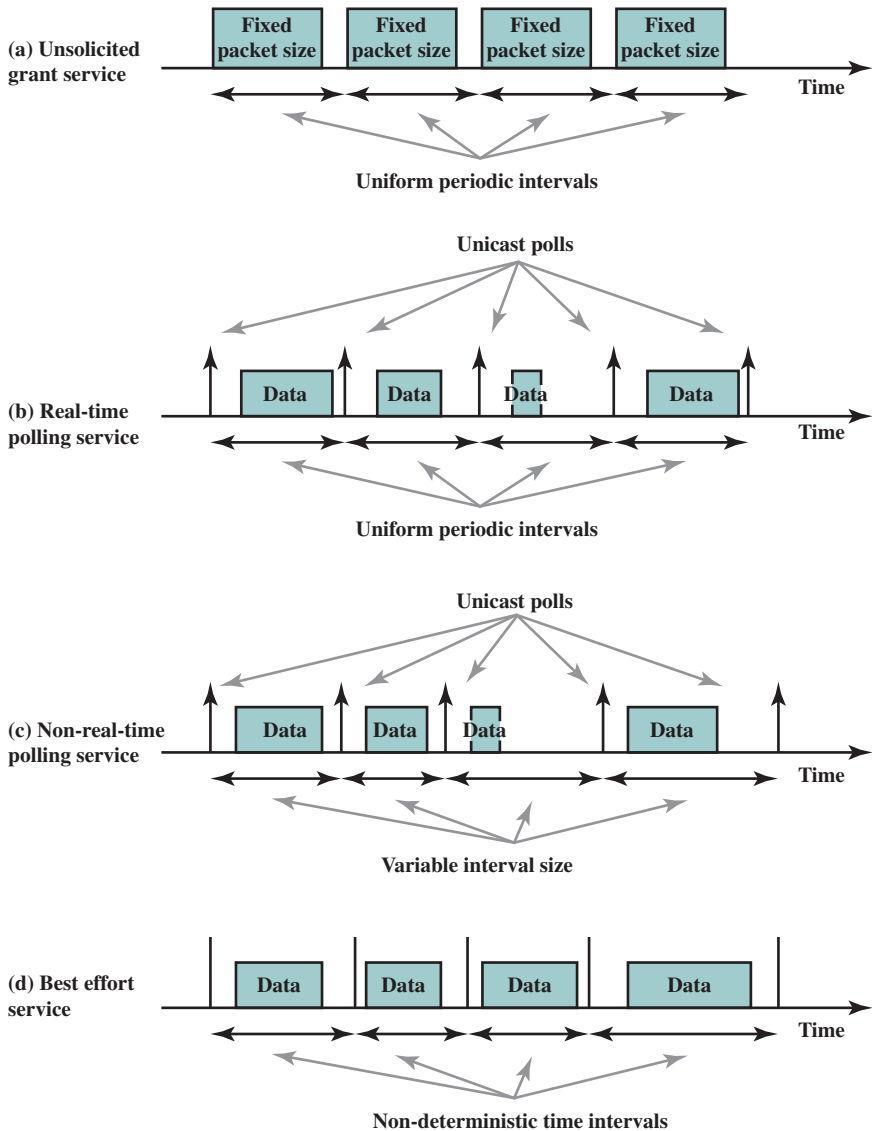 (a) Unsolicited
grant service
Fixed
packet size
Fixed
packet size
Fixed
packet size
Fixed
packet size
Time
Uniform periodic intervals
Unicast polls
(b) Real-time
polling service
Data
Data
Data
Data
Time
Uniform periodic intervals
Unicast polls
(c) Non-real-time
polling service
Data
Data
Data
Data
Time
Variable interval size
(d) Best effort
service
Data
Data
Data
Data
Time
Non-deterministic time intervals